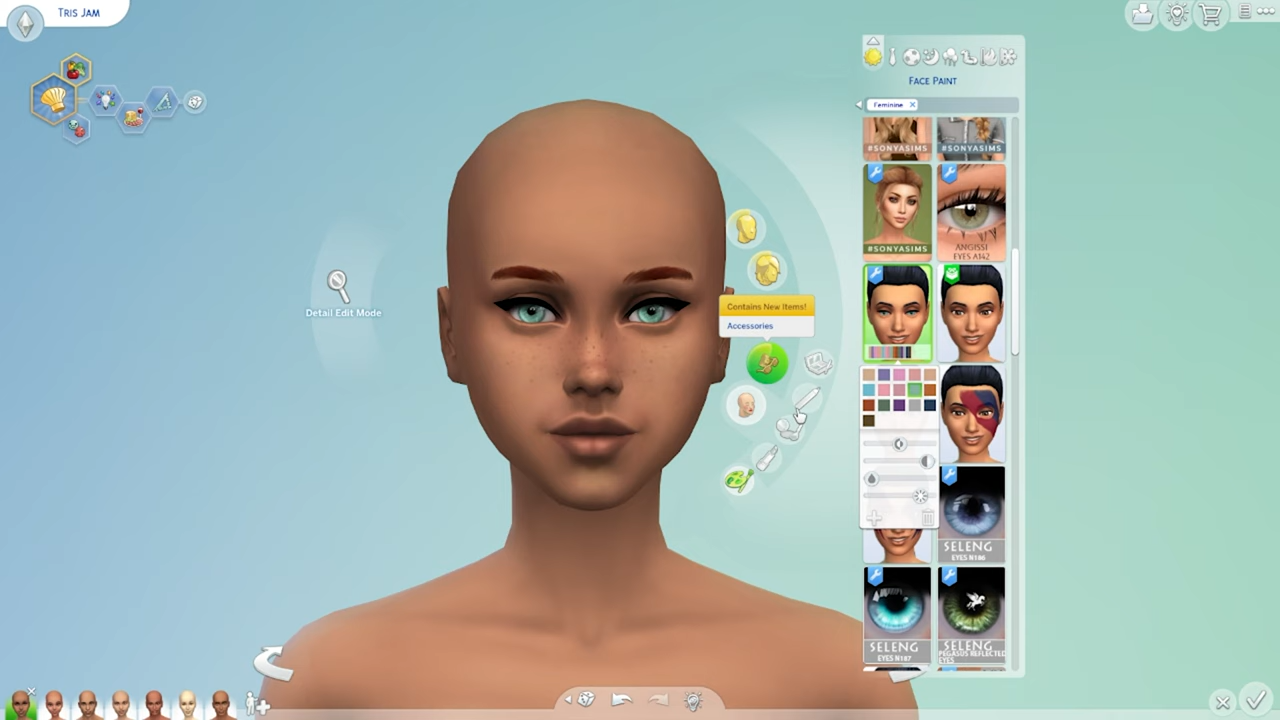 Tris Jam
Face Paint
Feminine
#SONYASIMS
#SONYASIMS
#SONYASIMS
ANGISSI
EYES A142
Contains New Items!
Accessories
Detail Edit Mode
SELENG
EYES N186
SELENG
EYES N187
SELENG
PEGASUS REFLECTED
EYES